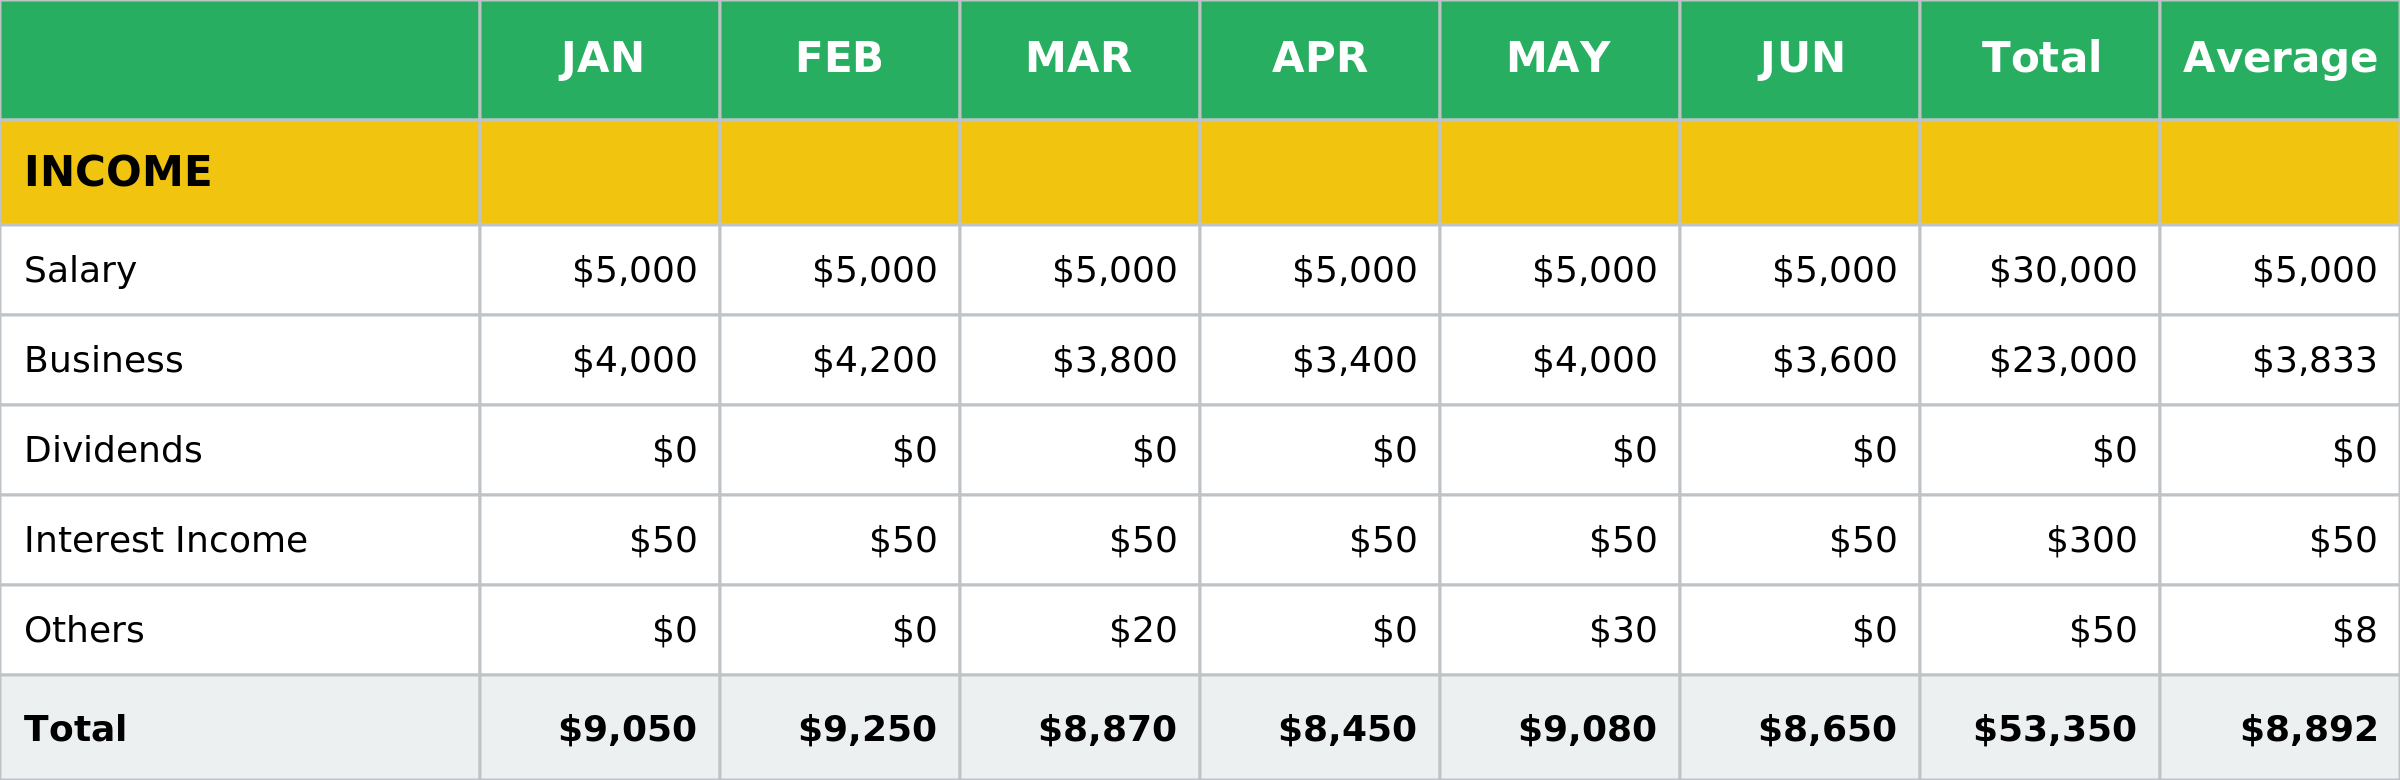 JAN FEB MAR APR MAY JUN Total Average
INCOME
Salary $5,000 $5,000 $5,000 $5,000 $5,000 $5,000 $30,000 $5,000
Business $4,000 $4,200 $3,800 $3,400 $4,000 $3,600 $23,000 $3,833
Dividends $0 $0 $0 $0 $0 $0 $0 $0
Interest Income $50 $50 $50 $50 $50 $50 $300 $50
Others $0 $0 $20 $0 $30 $0 $50 $8
Total $9,050 $9,250 $8,870 $8,450 $9,080 $8,650 $53,350 $8,892